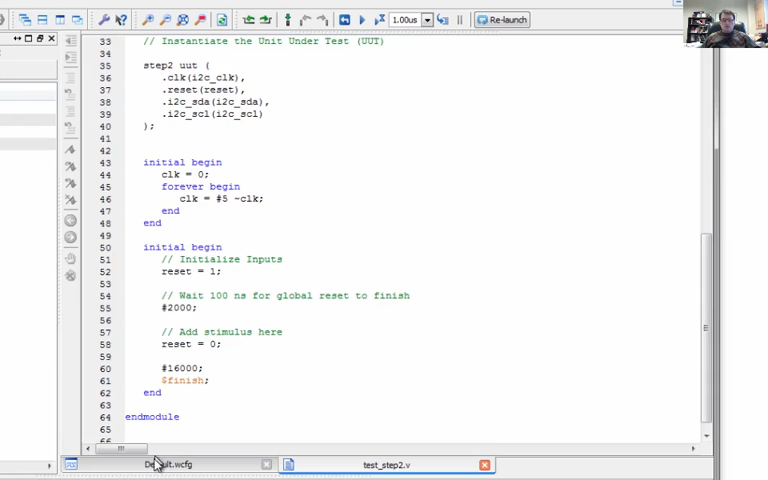 1.00us Re-launch
33 // Instantiate the Unit Under Test (UUT)
34
35 step2 uut (
36 .clk(i2c_clk),
37 .reset(reset),
38 .i2c_sda(i2c_sda),
39 .i2c_scl(i2c_scl)
40 );
41
42
43 initial begin
44 clk = 0;
45 forever begin
46 clk = #5 ~clk;
47 end
48 end
49
50 initial begin
51 // Initialize Inputs
52 reset = 1;
53
54 // Wait 100 ns for global reset to finish
55 #2000;
56
57 // Add stimulus here
58 reset = 0;
59
60 #16000;
61 $finish;
62 end
63
64 endmodule
65
66
Default.wcfg test_step2.v